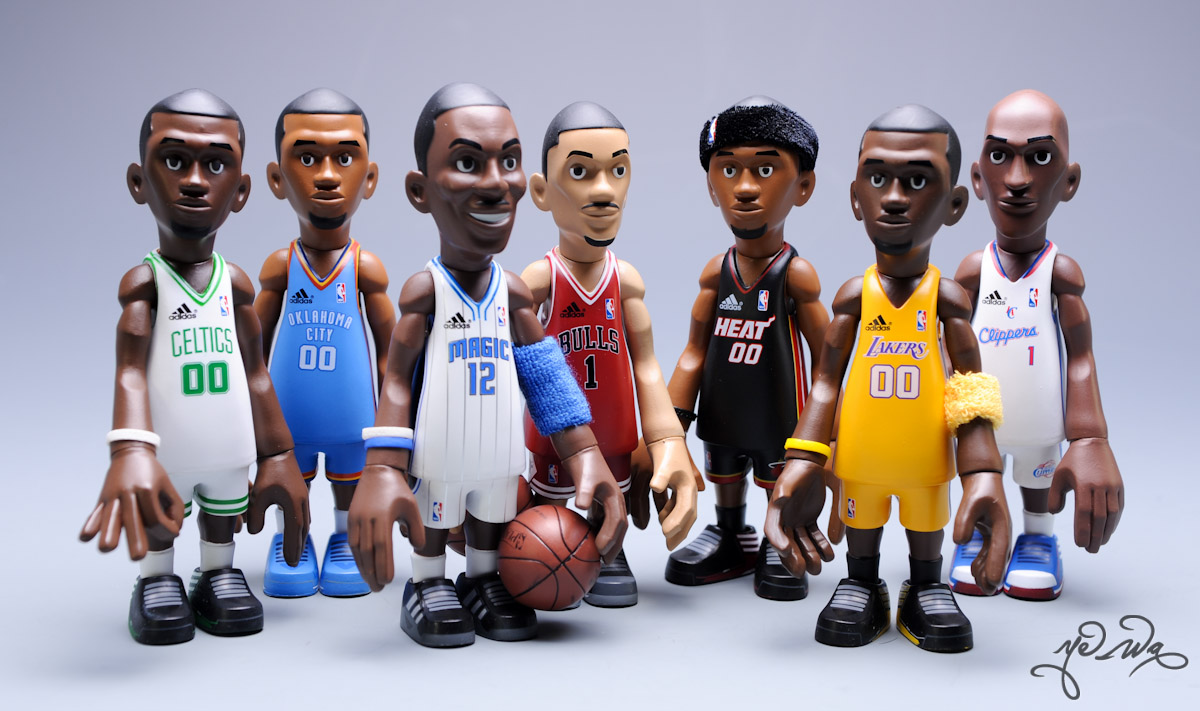 adidas
CELTICS
00
adidas
OKLAHOMA
CITY
00
adidas
MAGIC
12
adidas
BULLS
1
adidas
HEAT
00
adidas
LAKERS
00
adidas
Clippers
1